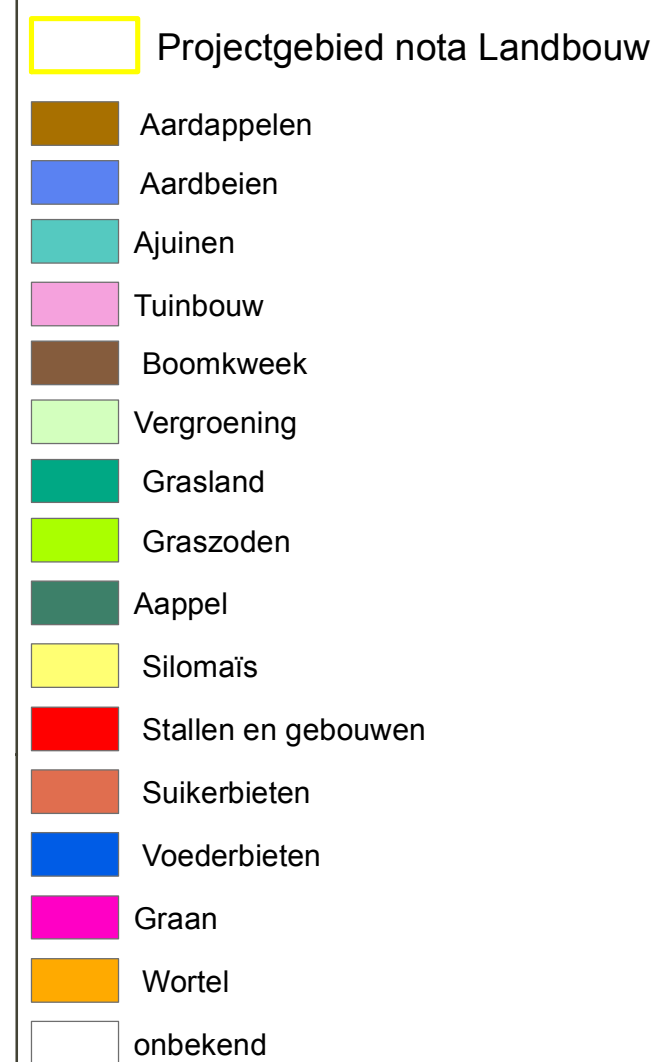 Projectgebied nota Landbouw
Aardappelen
Aardbeien
Ajuinen
Tuinbouw
Boomkweek
Vergroening
Grasland
Graszoden
Aappel
Silomaïs
Stallen en gebouwen
Suikerbieten
Voederbieten
Graan
Wortel
onbekend